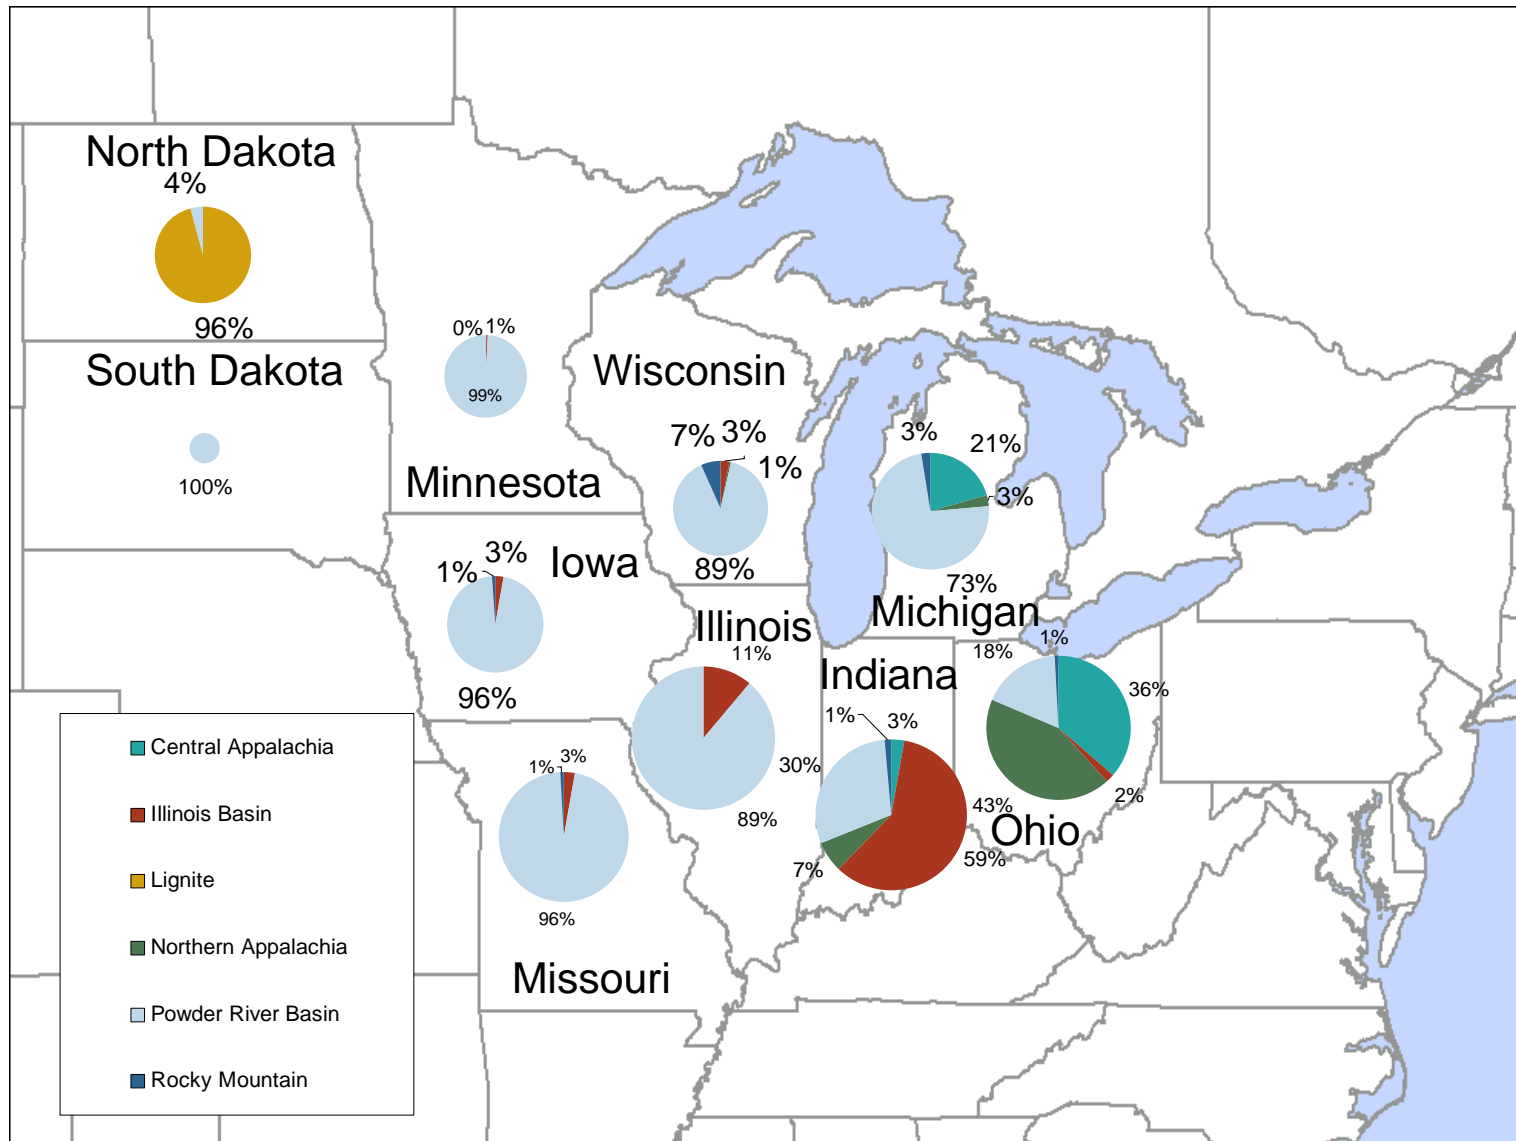 North Dakota
4%
96%
South Dakota
100%
0% 1%
99%
Minnesota
Wisconsin
7% 3%
1%
89%
3% 21%
3%
73%
Michigan
Iowa
1% 3%
96%
Illinois
11%
89%
Indiana
1% 3%
30%
7%
59%
1%
18%
36%
43%
2%
Ohio
1% 3%
96%
Missouri
Central Appalachia
Illinois Basin
Lignite
Northern Appalachia
Powder River Basin
Rocky Mountain